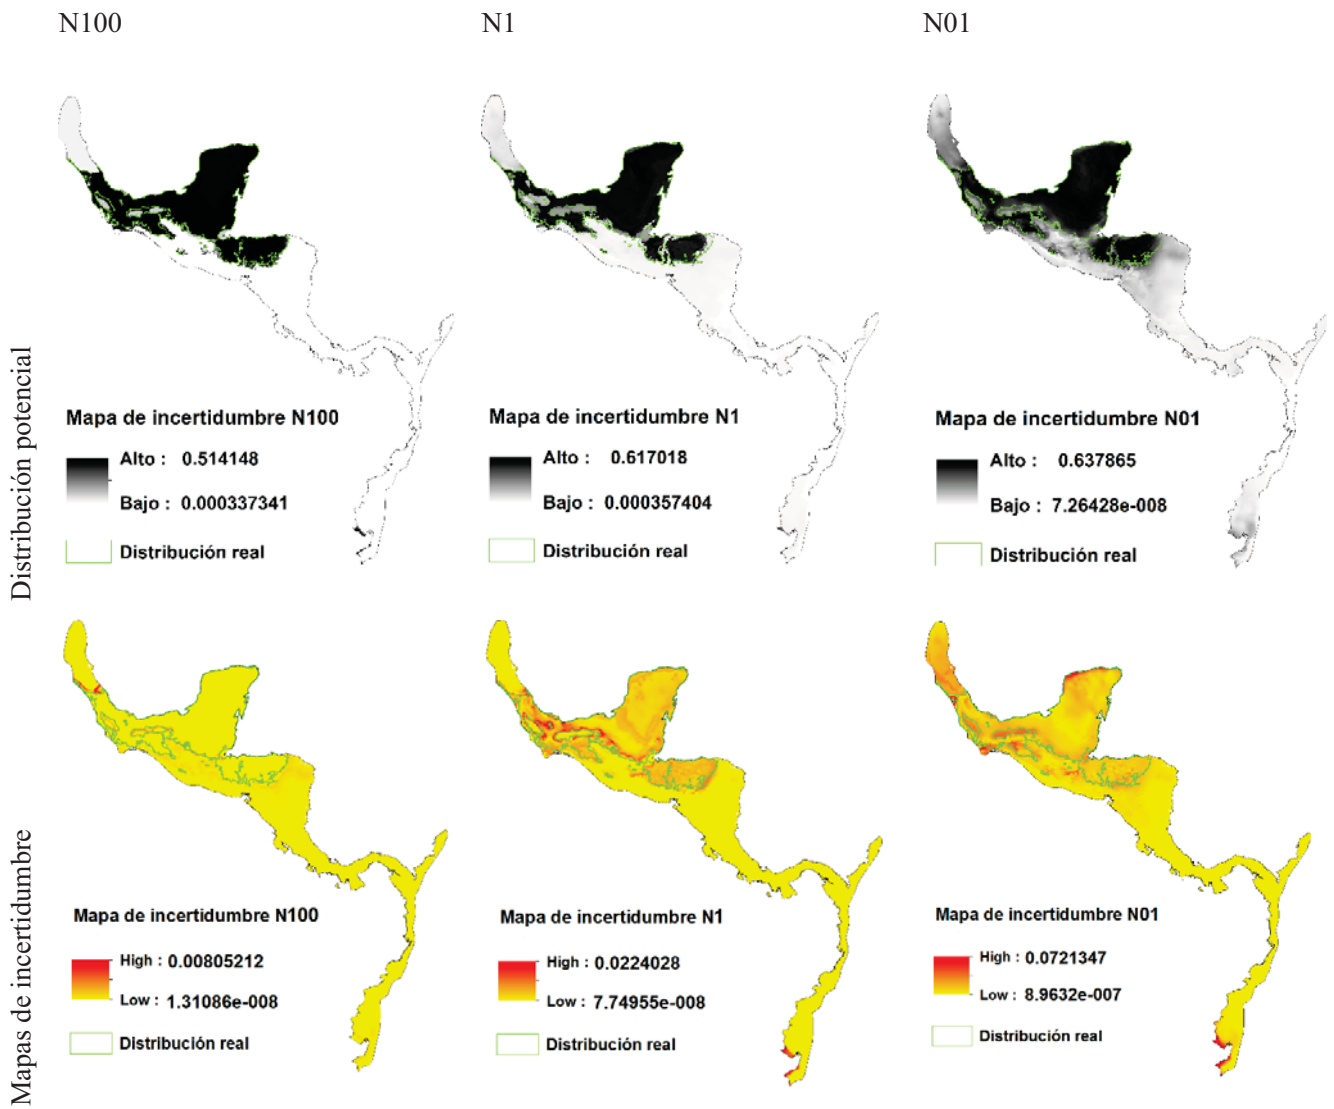 N100
N1
N01
Distribución potencial
Mapa de incertidumbre N100
Alto : 0.514148
Bajo : 0.000337341
Distribución real
Mapa de incertidumbre N1
Alto : 0.617018
Bajo : 0.000357404
Distribución real
Mapa de incertidumbre N01
Alto : 0.637865
Bajo : 7.26428e-008
Distribución real
Mapas de incertidumbre
Mapa de incertidumbre N100
High : 0.00805212
Low : 1.31086e-008
Distribución real
Mapa de incertidumbre N1
High : 0.0224028
Low : 7.74955e-008
Distribución real
Mapa de incertidumbre N01
High : 0.0721347
Low : 8.9632e-007
Distribución real